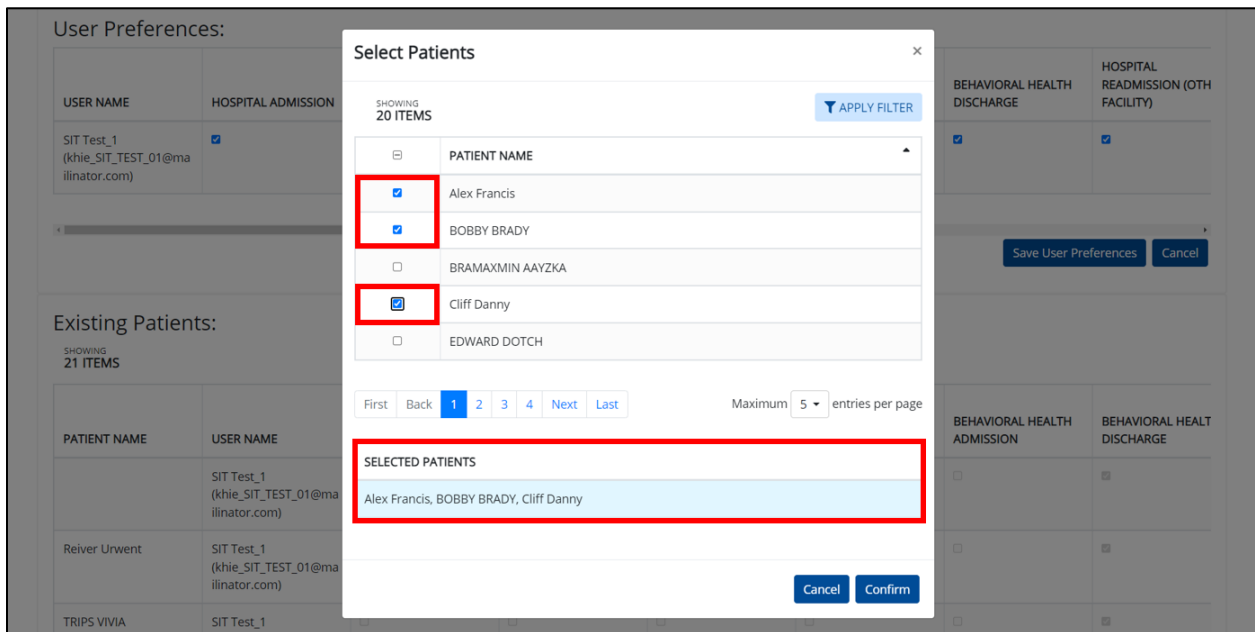 User Preferences:
USER NAME
HOSPITAL ADMISSION
BEHAVIORAL HEALTH
DISCHARGE
HOSPITAL
READMISSION (OTH
FACILITY)
SIT Test_1
(khie_SIT_TEST_01@ma
ilinator.com)
Save User Preferences
Cancel
Select Patients
×
SHOWING
20 ITEMS
APPLY FILTER
PATIENT NAME
Alex Francis
BOBBY BRADY
BRAMAXMIN AAYZKA
Cliff Danny
EDWARD DOTCH
First Back 1 2 3 4 Next Last
Maximum 5 entries per page
SELECTED PATIENTS
Alex Francis, BOBBY BRADY, Cliff Danny
Cancel Confirm
Existing Patients:
SHOWING
21 ITEMS
PATIENT NAME
USER NAME
BEHAVIORAL HEALTH
ADMISSION
BEHAVIORAL HEALT
DISCHARGE
SIT Test_1
(khie_SIT_TEST_01@ma
ilinator.com)
Reiver Urwent
SIT Test_1
(khie_SIT_TEST_01@ma
ilinator.com)
TRIPS VIVIA
SIT Test_1